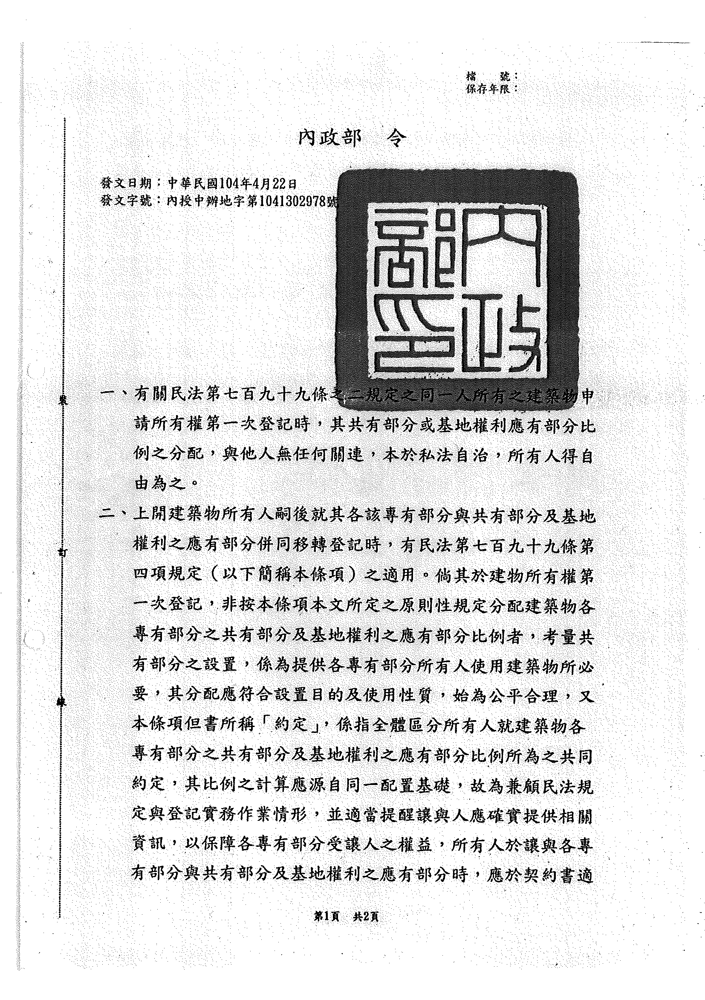 檔　　號：
保存年限：
內政部　令
發文日期：中華民國104年4月22日
發文字號：內授中辦地字第1041302978號
內政部印
一、有關民法第七百九十九條之二規定之同一人所有之建築物申
請所有權第一次登記時，其共有部分或基地權利應有部分比
例之分配，與他人無任何關連，本於私法自治，所有人得自
由為之。
二、上開建築物所有人嗣後就其各該專有部分與共有部分及基地
權利之應有部分併同移轉登記時，有民法第七百九十九條第
四項規定（以下簡稱本條項）之適用。倘其於建物所有權第
一次登記，非按本條項本文所定之原則性規定分配建築物各
專有部分之共有部分及基地權利之應有部分比例者，考量共
有部分之設置，係為提供各專有部分所有人使用建築物所必
要，其分配應符合設置目的及使用性質，始為公平合理，又
本條項但書所稱「約定」，係指全體區分所有人就建築物各
專有部分之共有部分及基地權利之應有部分比例所為之共同
約定，其比例之計算應源自同一配置基礎，故為兼顧民法規
定與登記實務作業情形，並適當提醒讓與人應確實提供相關
資訊，以保障各專有部分受讓人之權益，所有人於讓與各專
有部分與共有部分及基地權利之應有部分時，應於契約書適
裝
訂
線
第1頁　共2頁